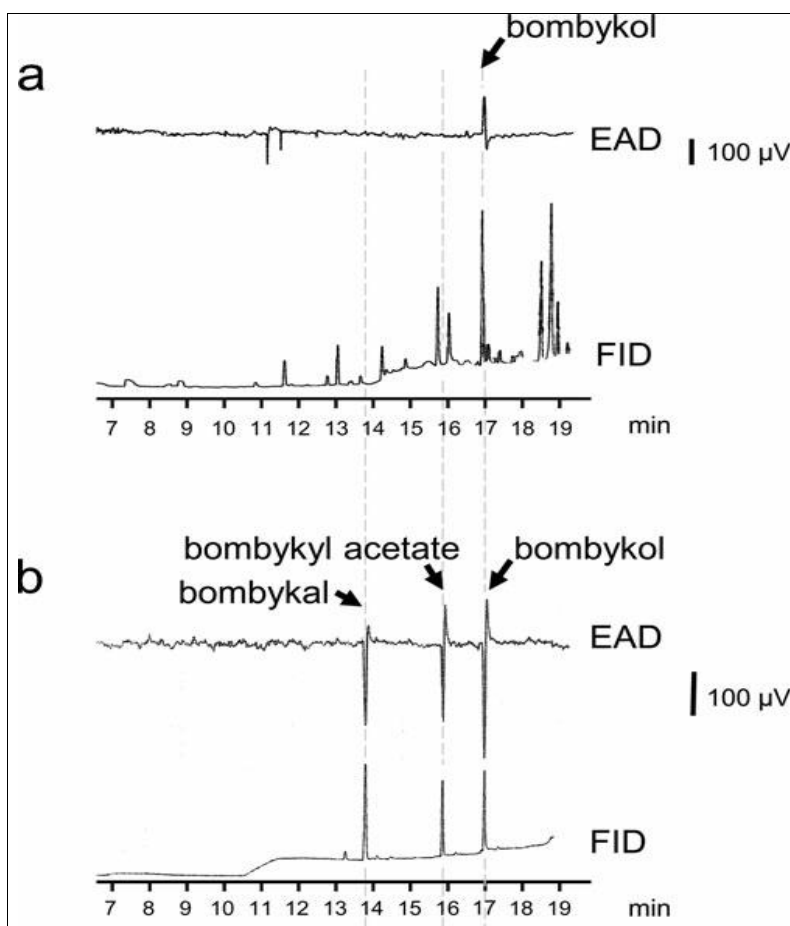 bombykol
a
EAD
100 µV
FID
7 8 9 10 11 12 13 14 15 16 17 18 19 min
bombykyl acetate bombykol
b
bombykal
EAD
100 µV
FID
7 8 9 10 11 12 13 14 15 16 17 18 19 min